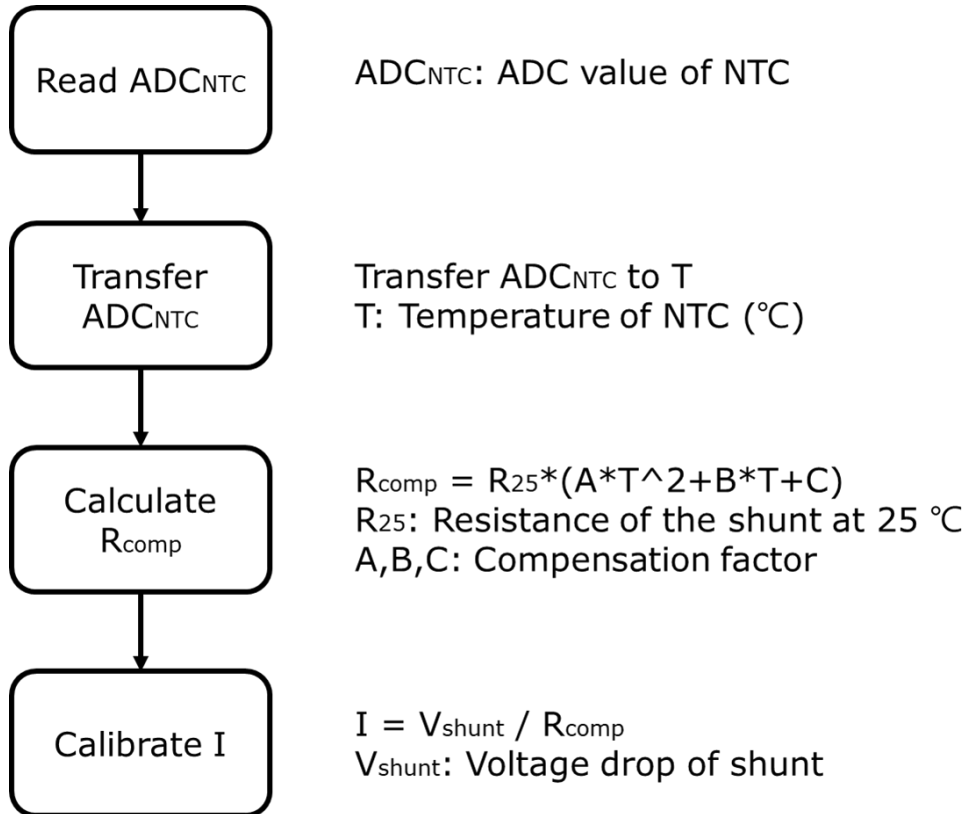 Read ADCNTC
ADCNTC: ADC value of NTC
Transfer
ADCNTC
Transfer ADCNTC to T
T: Temperature of NTC (℃)
Calculate
Rcomp
Rcomp = R25*(A*T^2+B*T+C)
R25: Resistance of the shunt at 25 ℃
A,B,C: Compensation factor
Calibrate I
I = Vshunt / Rcomp
Vshunt: Voltage drop of shunt